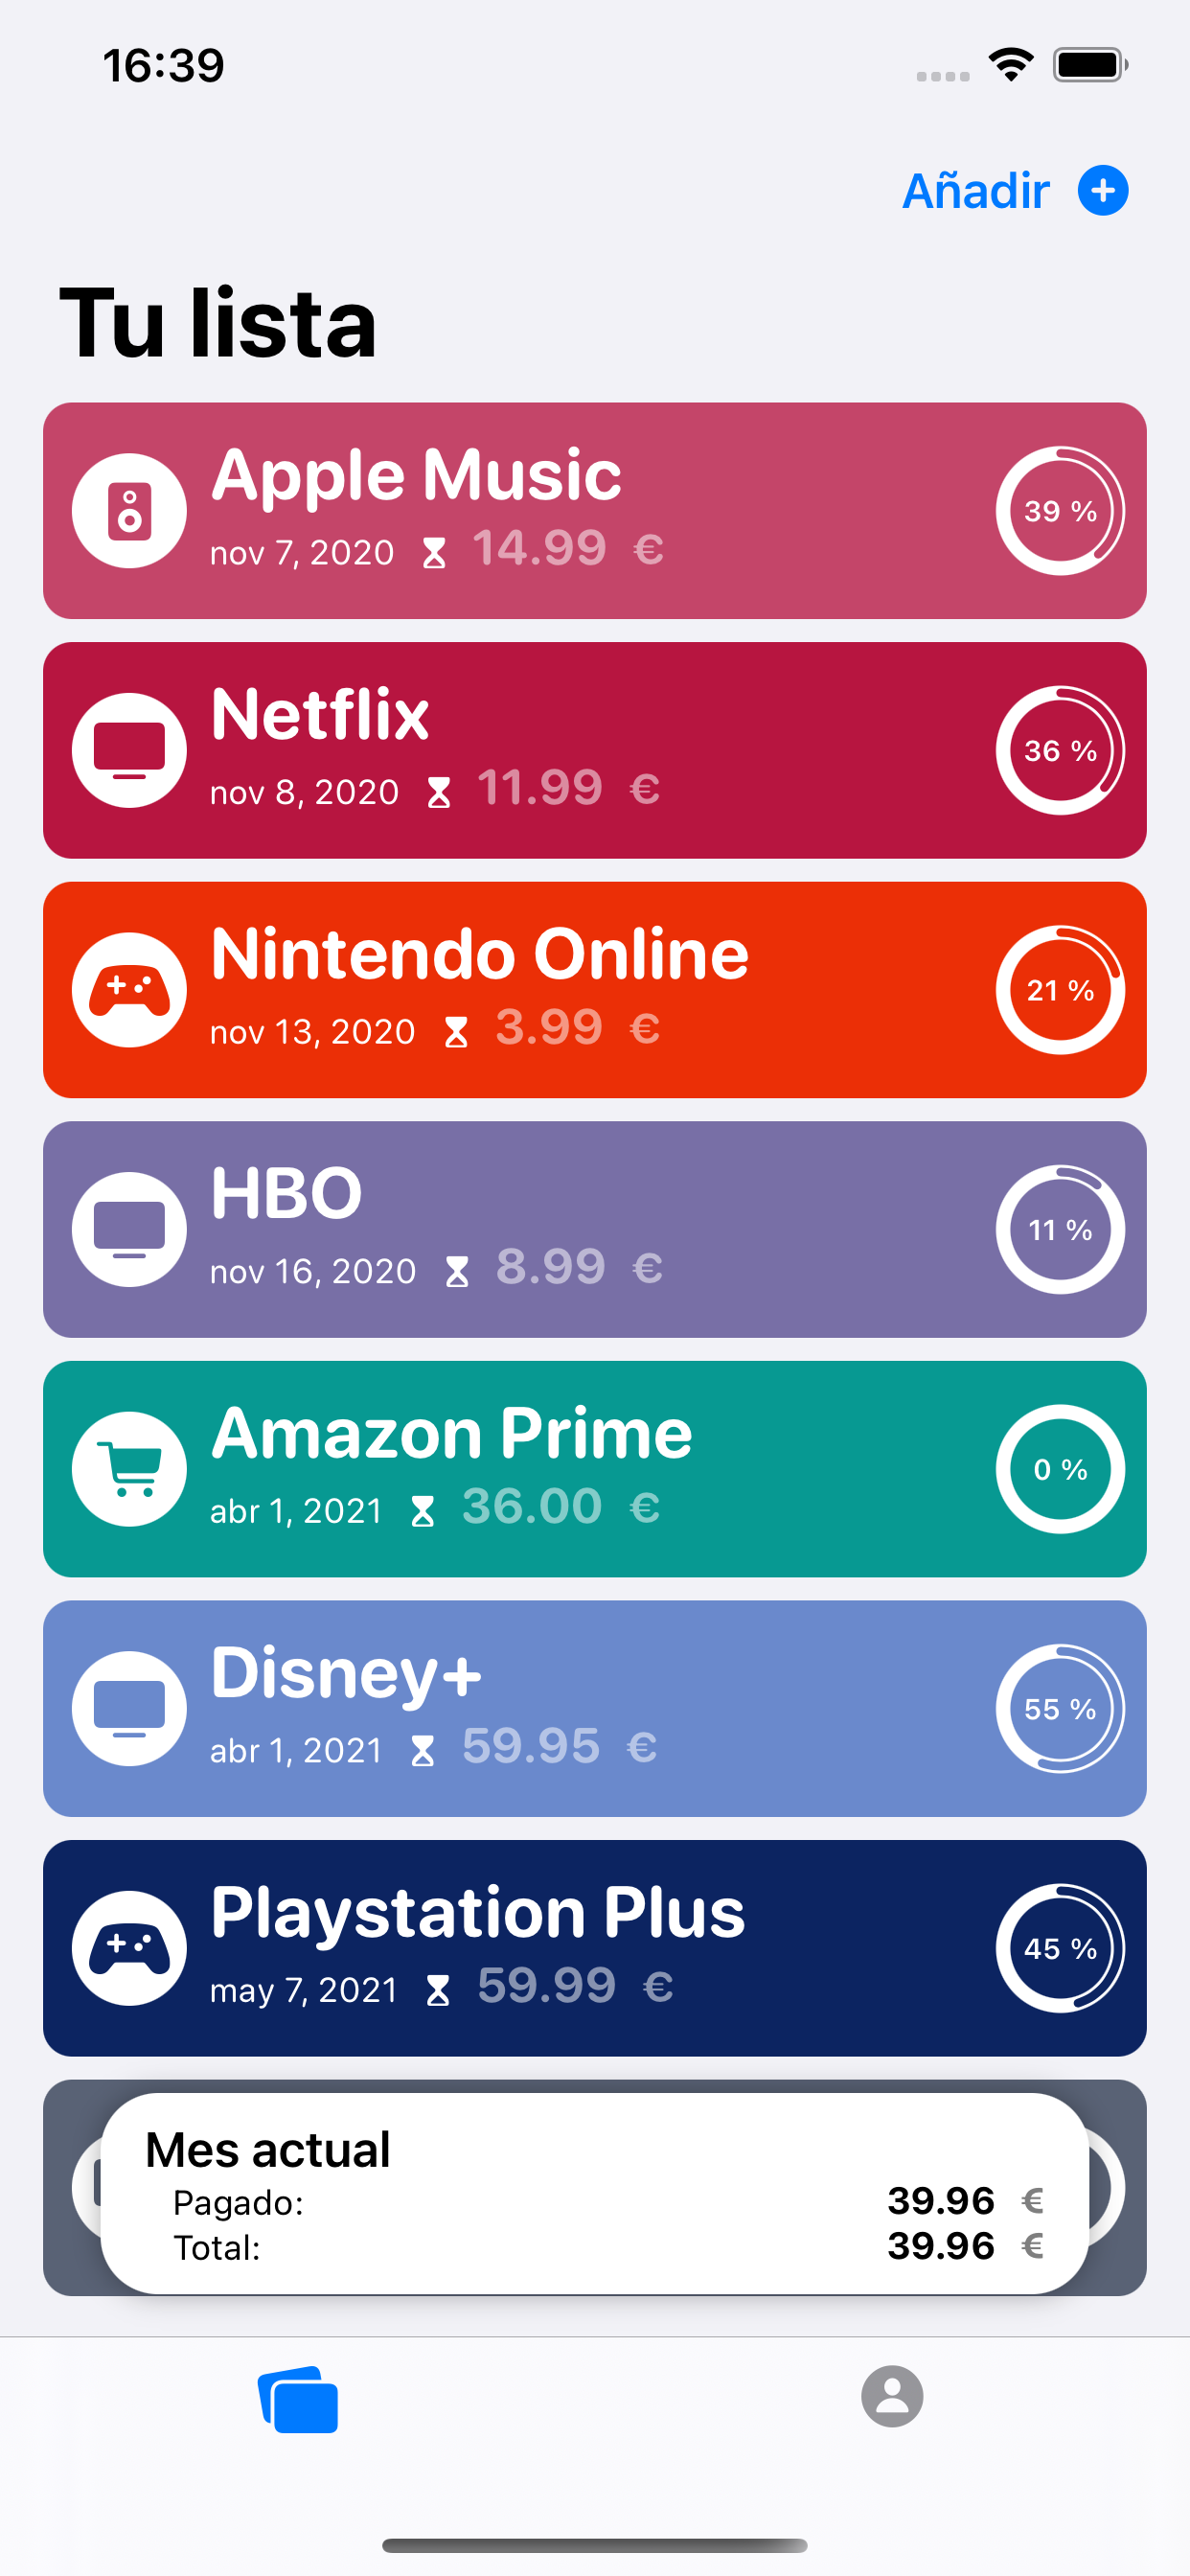 16:39
Añadir
Tu lista
Apple Music
nov 7, 2020 14.99 €
39 %
Netflix
nov 8, 2020 11.99 €
36 %
Nintendo Online
nov 13, 2020 3.99 €
21 %
HBO
nov 16, 2020 8.99 €
11 %
Amazon Prime
abr 1, 2021 36.00 €
0 %
Disney+
abr 1, 2021 59.95 €
55 %
Playstation Plus
may 7, 2021 59.99 €
45 %
Mes actual
Pagado: 39.96 €
Total: 39.96 €